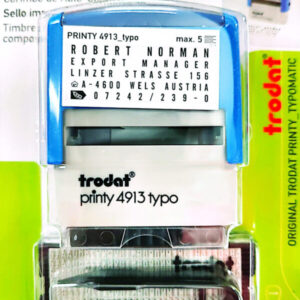 Sello
Timbre
PRINTY 4913_typo max. 5
ROBERT NORMAN
EXPORT MANAGER
LINZER STRASSE 156
A-4600 WELS AUSTRIA
07242/239-0
trodat
printy 4913 typo
trodat
ORIGINAL TRODAT PRINTY_TYPOMATIC